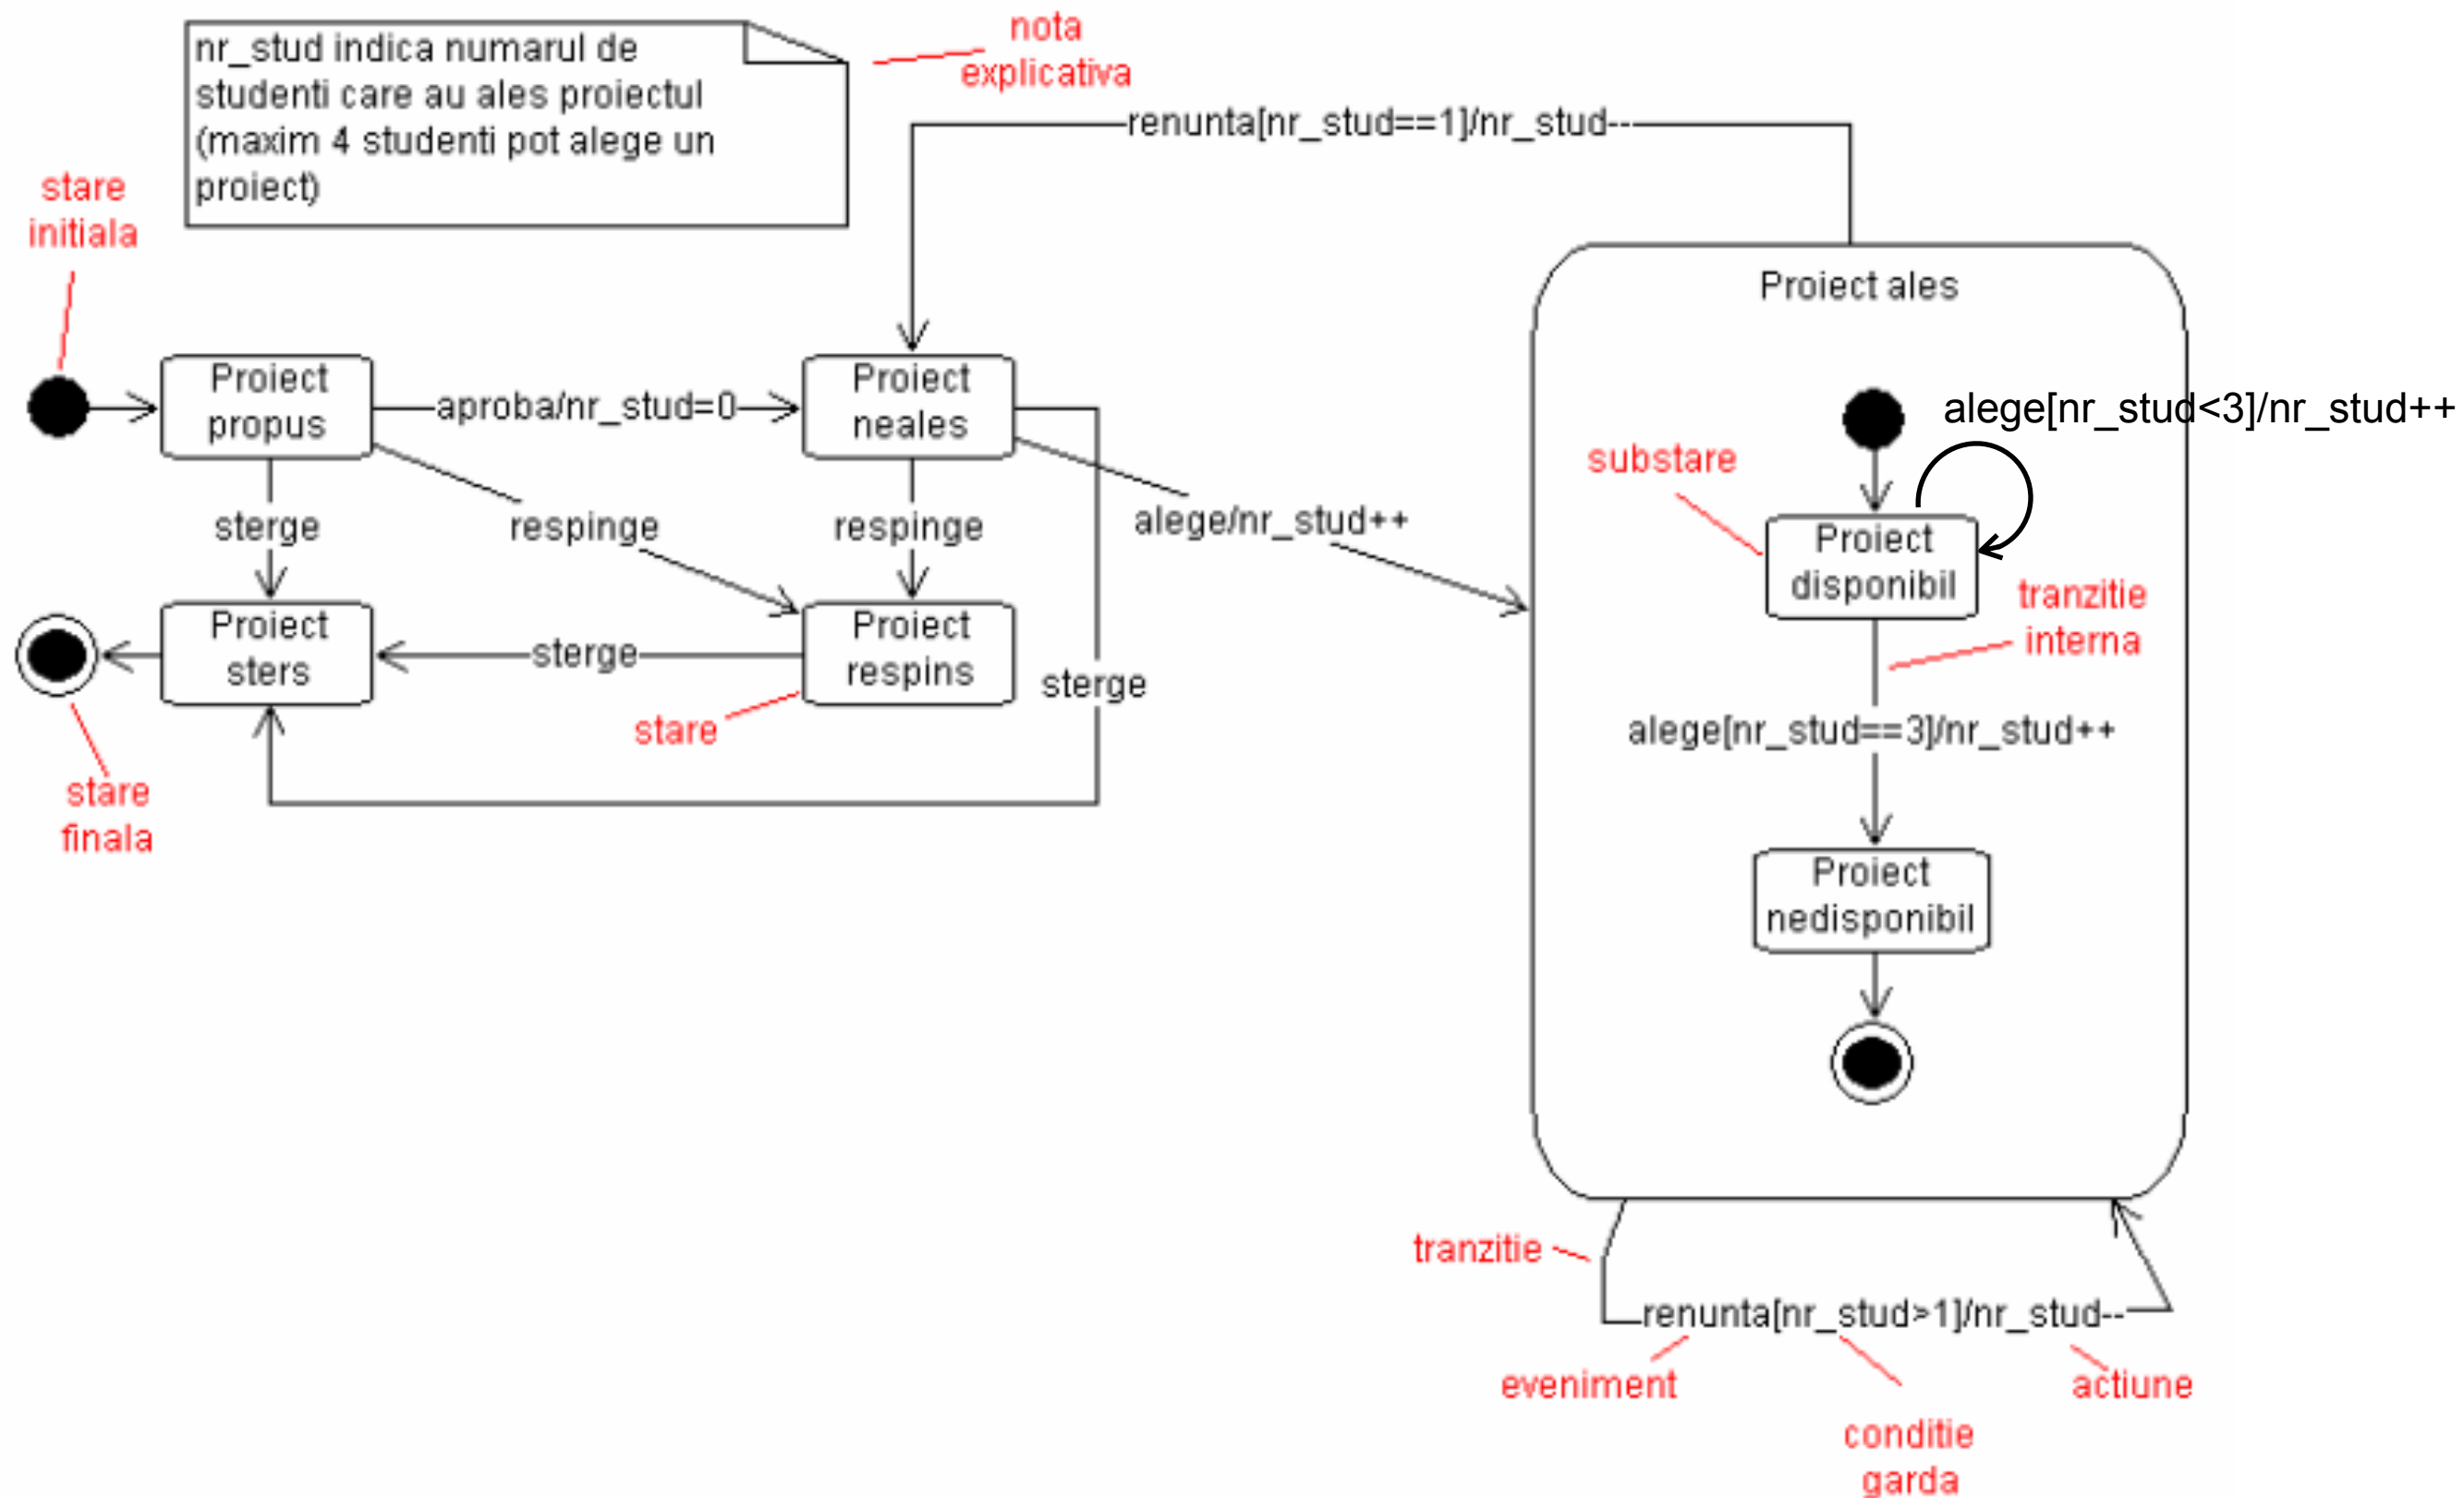 nr_stud indica numarul de
studenti care au ales proiectul
(maxim 4 studenti pot alege un
proiect)
nota
explicativa
renunta[nr_stud==1]/nr_stud--
stare
initiala
Proiect ales
Proiect
propus
aproba/nr_stud=0
Proiect
neales
alege[nr_stud<3]/nr_stud++
substare
sterge
respinge
respinge
alege/nr_stud++
Proiect
disponibil
tranzitie
interna
Proiect
sters
sterge
Proiect
respins
sterge
stare
alege[nr_stud==3]/nr_stud++
stare
finala
Proiect
nedisponibil
tranzitie
renunta[nr_stud>1]/nr_stud--
eveniment
actiune
conditie
garda